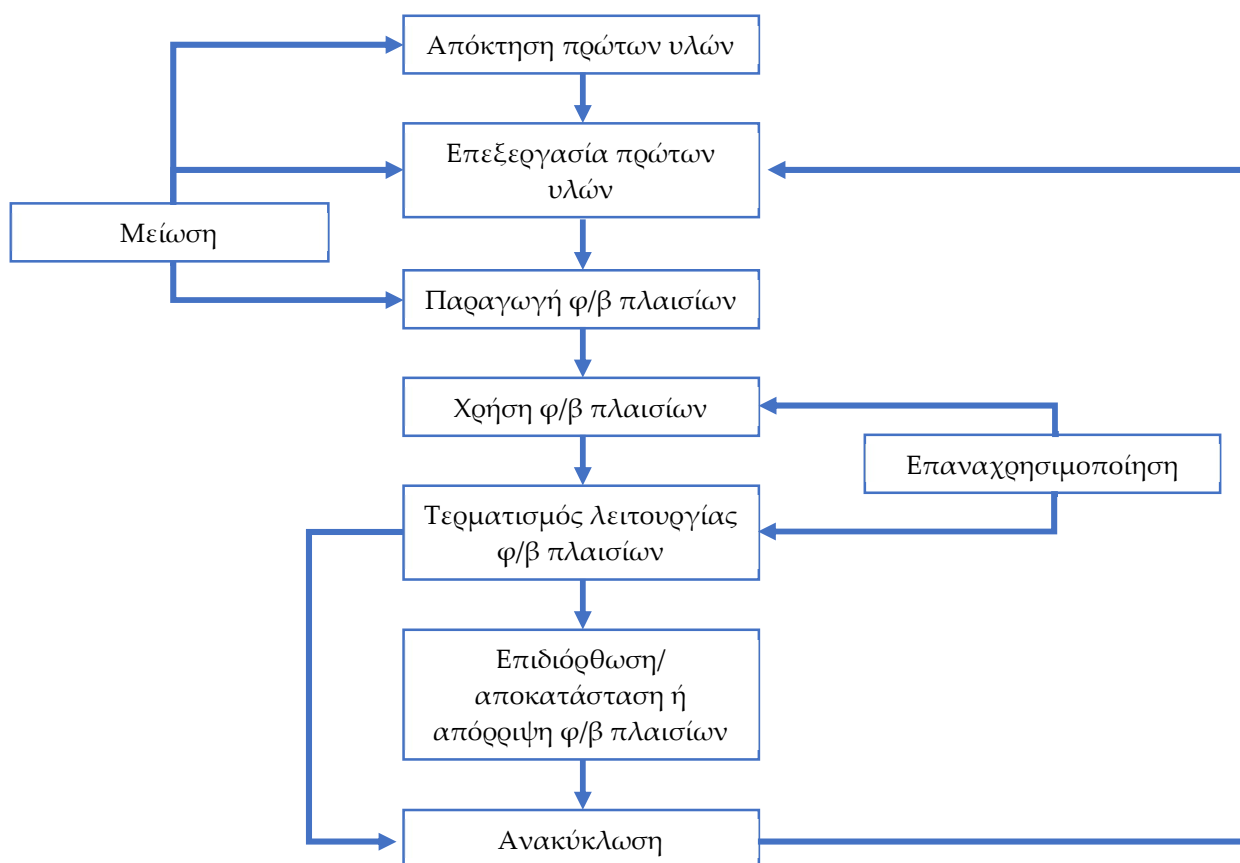 Απόκτηση πρώτων υλών
Επεξεργασία πρώτων
υλών
Μείωση
Παραγωγή φ/β πλαισίων
Χρήση φ/β πλαισίων
Επαναχρησιμοποίηση
Τερματισμός λειτουργίας
φ/β πλαισίων
Επιδιόρθωση/
αποκατάσταση ή
απόρριψη φ/β πλαισίων
Ανακύκλωση